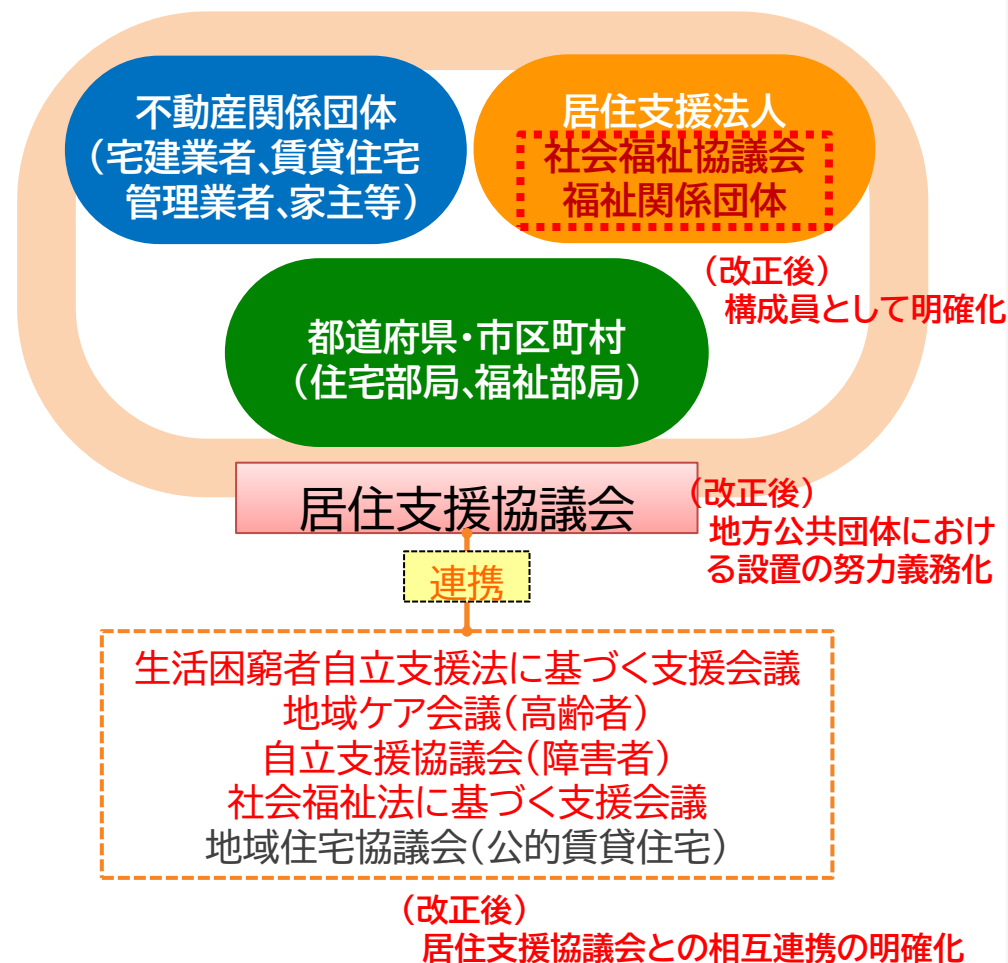 不動産関係団体
（宅建業者、賃貸住宅
管理業者、家主等）
居住支援法人
社会福祉協議会
福祉関係団体
（改正後）
構成員として明確化
都道府県・市区町村
（住宅部局、福祉部局）
居住支援協議会
（改正後）
地方公共団体におけ
る設置の努力義務化
連携
生活困窮者自立支援法に基づく支援会議
地域ケア会議（高齢者）
自立支援協議会（障害者）
社会福祉法に基づく支援会議
地域住宅協議会（公的賃貸住宅）
（改正後）
居住支援協議会との相互連携の明確化